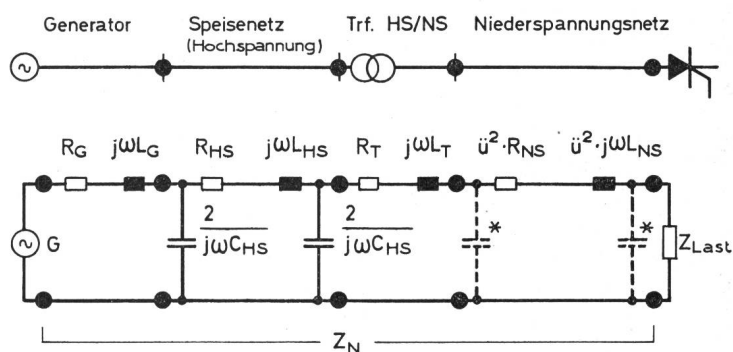 Generator Speisenetz Trf. HS/NS Niederspannungsnetz
(Hochspannung)
~
R_G jωL_G R_HS jωL_HS R_T jωL_T ü²·R_NS ü²·jωL_NS
~ G 2/jωC_HS 2/jωC_HS * * Z_Last
Z_N